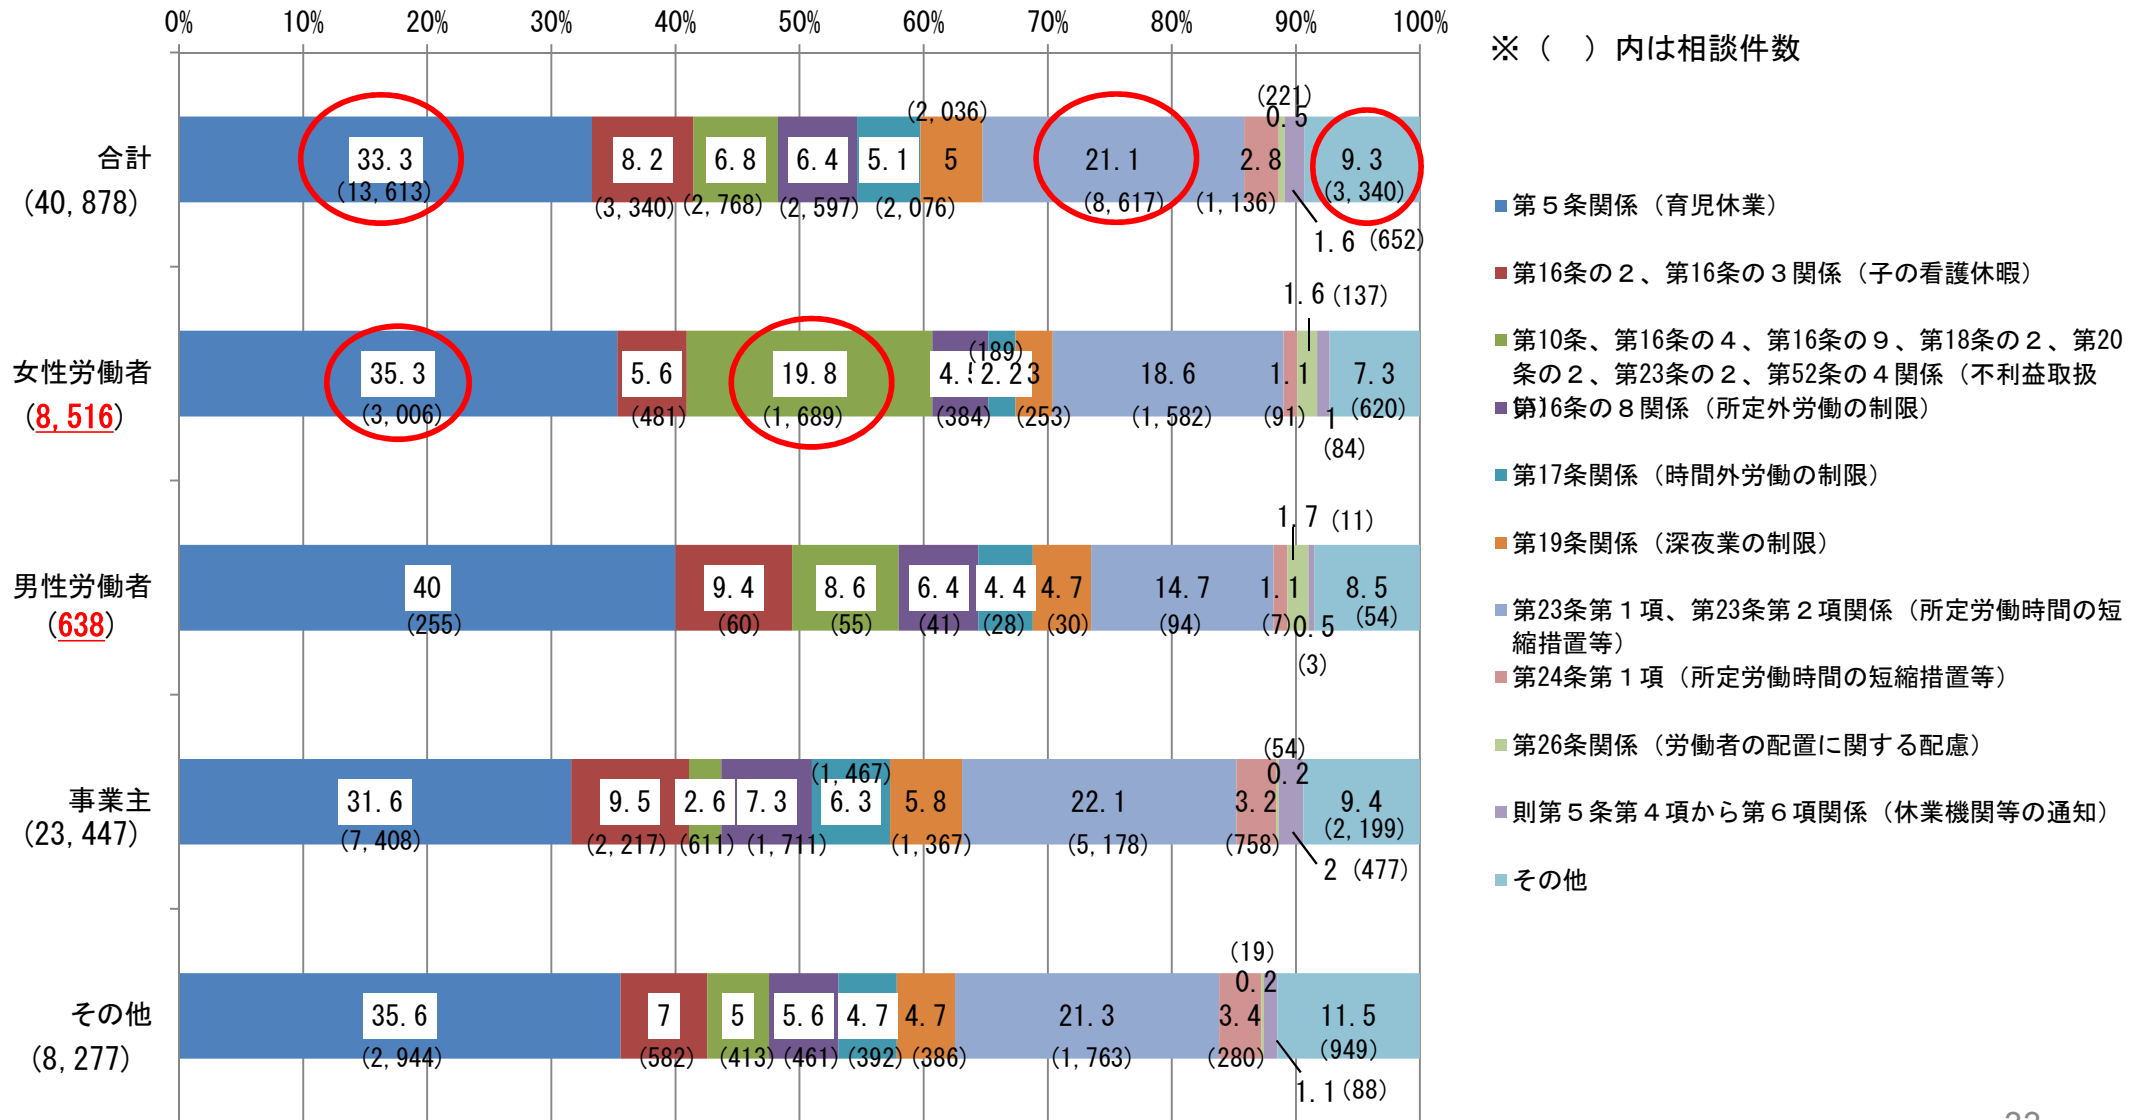 0% 10% 20% 30% 40% 50% 60% 70% 80% 90% 100%
※（　）内は相談件数
合計
(40,878)
33.3 8.2 6.8 6.4 5.1 5 21.1 2.8 0.5 1.6 9.3
(13,613) (3,340) (2,768) (2,597) (2,076) (2,036) (8,617) (1,136) (221) (652) (3,340)
女性労働者
(8,516)
35.3 5.6 19.8 4.5 2.2 3 18.6 1.1 1.6 1 7.3
(3,006) (481) (1,689) (384) (189) (253) (1,582) (91) (137) (84) (620)
男性労働者
(638)
40 9.4 8.6 6.4 4.4 4.7 14.7 1.1 1.7 0.5 8.5
(255) (60) (55) (41) (28) (30) (94) (7) (11) (3) (54)
事業主
(23,447)
31.6 9.5 2.6 7.3 6.3 5.8 22.1 3.2 0.2 2 9.4
(7,408) (2,217) (611) (1,711) (1,467) (1,367) (5,178) (758) (54) (477) (2,199)
その他
(8,277)
35.6 7 5 5.6 4.7 4.7 21.3 3.4 0.2 1.1 11.5
(2,944) (582) (413) (461) (392) (386) (1,763) (280) (19) (88) (949)
第５条関係（育児休業）
第16条の２、第16条の３関係（子の看護休暇）
第10条、第16条の４、第16条の９、第18条の２、第20
条の２、第23条の２、第52条の４関係（不利益取扱
第16条の８関係（所定外労働の制限）
第17条関係（時間外労働の制限）
第19条関係（深夜業の制限）
第23条第１項、第23条第２項関係（所定労働時間の短
縮措置等）
第24条第１項（所定労働時間の短縮措置等）
第26条関係（労働者の配置に関する配慮）
則第５条第４項から第６項関係（休業機関等の通知）
その他